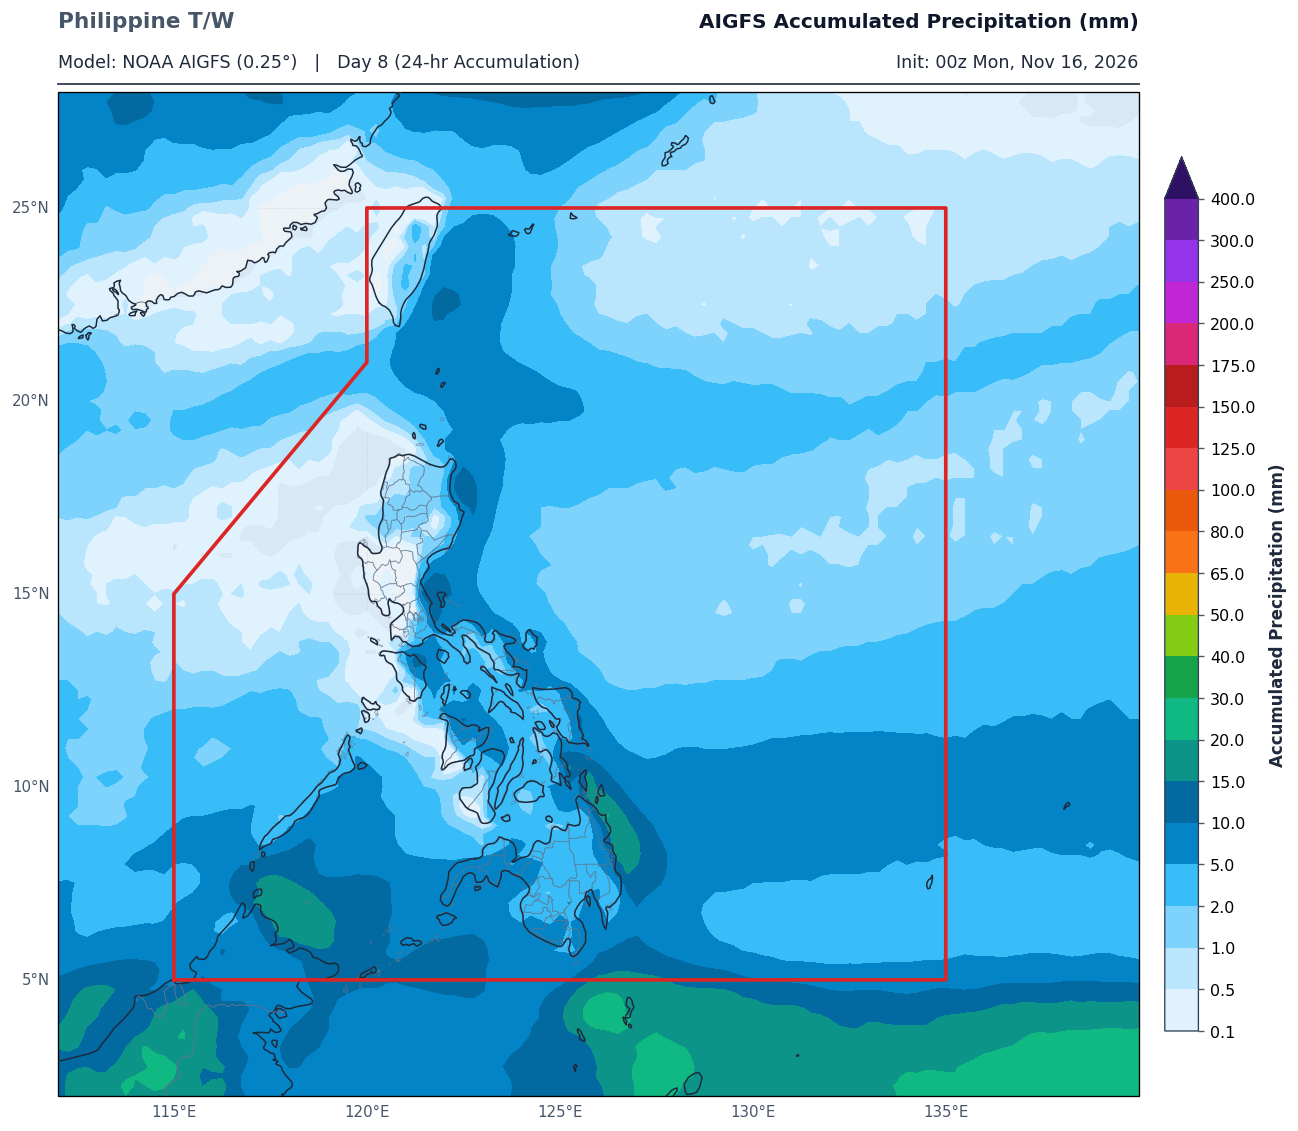 Philippine T/W
AIGFS Accumulated Precipitation (mm)
Model: NOAA AIGFS (0.25°)   |   Day 8 (24-hr Accumulation)
Init: 00z Mon, Nov 16, 2026
25°N
20°N
15°N
10°N
5°N
115°E
120°E
125°E
130°E
135°E
400.0
300.0
250.0
200.0
175.0
150.0
125.0
100.0
80.0
65.0
50.0
40.0
30.0
20.0
15.0
10.0
5.0
2.0
1.0
0.5
0.1
Accumulated Precipitation (mm)